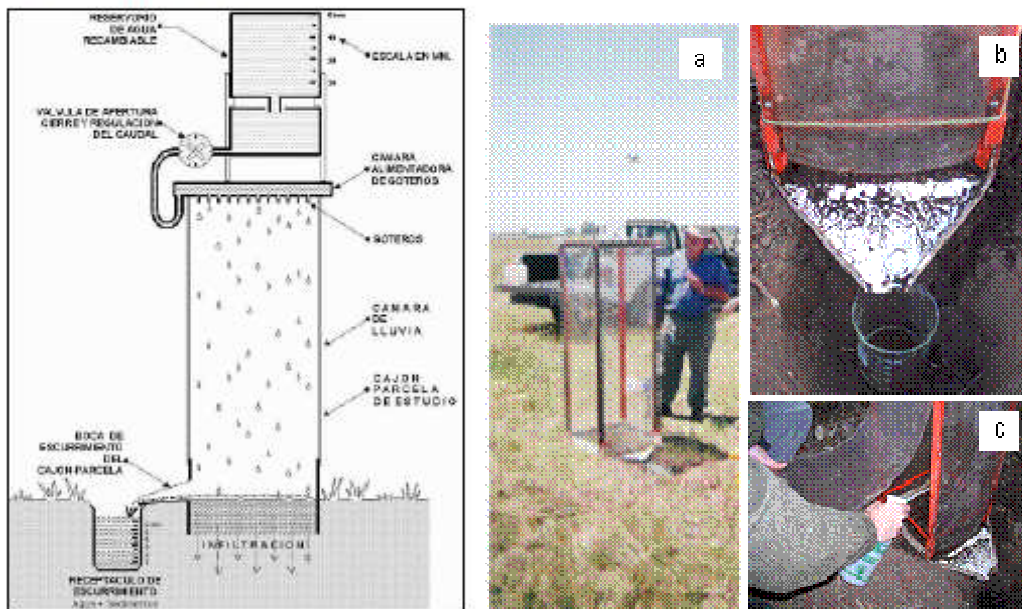 RESERVORIO
DE AGUA
RECAMBIABLE
ESCALA EN MM.
VALVULA DE APERTURA
CIERRE Y REGULACION
DEL CAUDAL
CAMARA
ALIMENTADORA
DE GOTEROS
GOTEROS
CAMARA
DE
LLUVIA
CAJON-
PARCELA
DE ESTUDIO
BOCA DE
ESCURRIMIENTO
DEL
CAJON-PARCELA
INFILTRACION
RECEPTACULO DE
ESCURRIMIENTO
Agua + Sedimentos
a
b
c